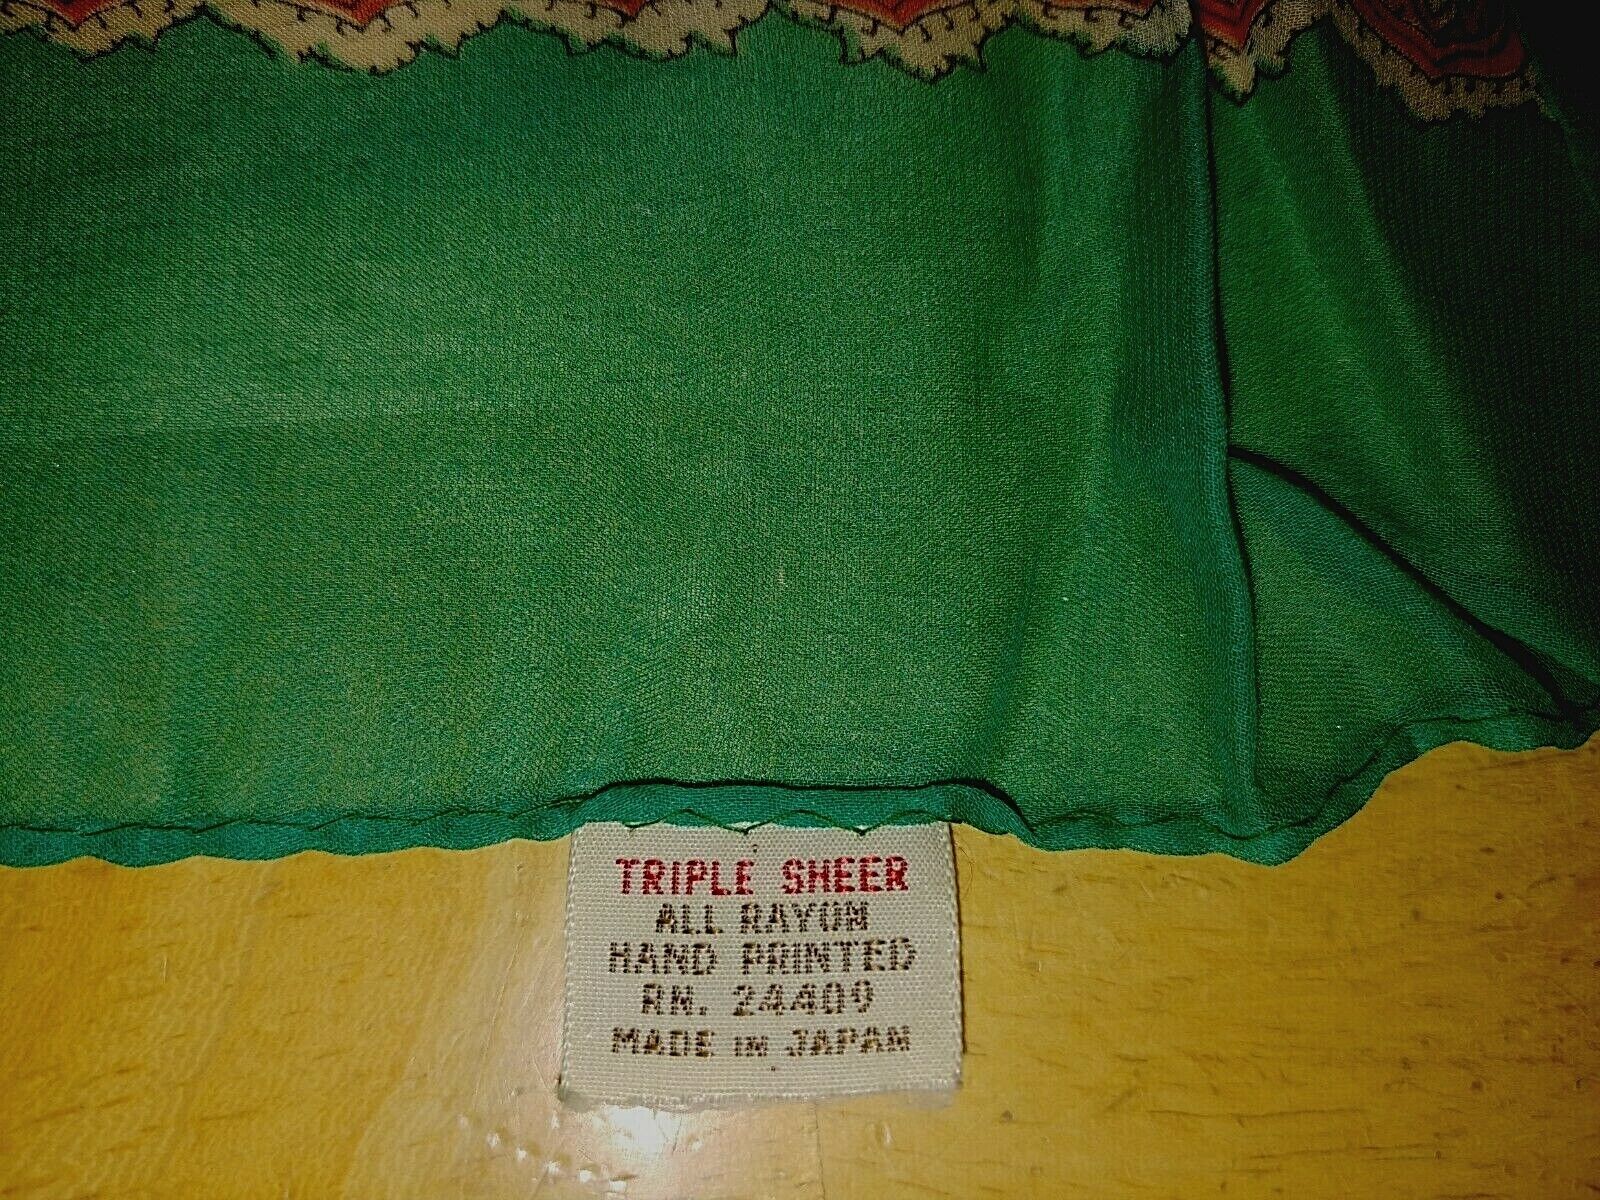 TRIPLE SHEER
ALL RAYON
HAND PRINTED
RN. 24409
MADE IN JAPAN